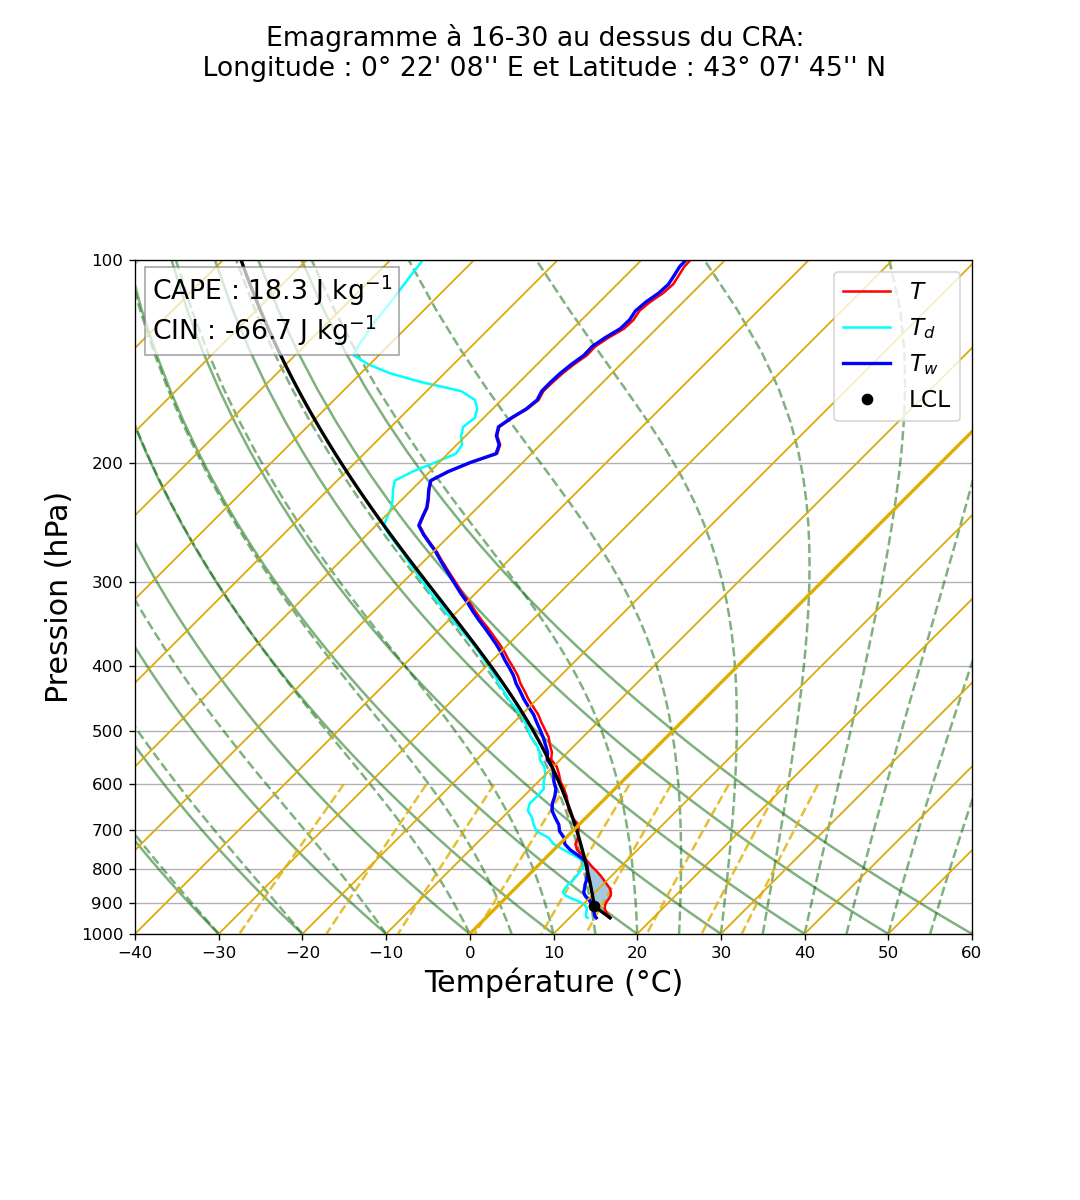 Emagramme à 16-30 au dessus du CRA:
Longitude : 0° 22' 08'' E et Latitude : 43° 07' 45'' N
CAPE : 18.3 J kg⁻¹
CIN : -66.7 J kg⁻¹
T
T_d
T_w
LCL
Pression (hPa)
100
200
300
400
500
600
700
800
900
1000
−40 −30 −20 −10 0 10 20 30 40 50 60
Température (°C)